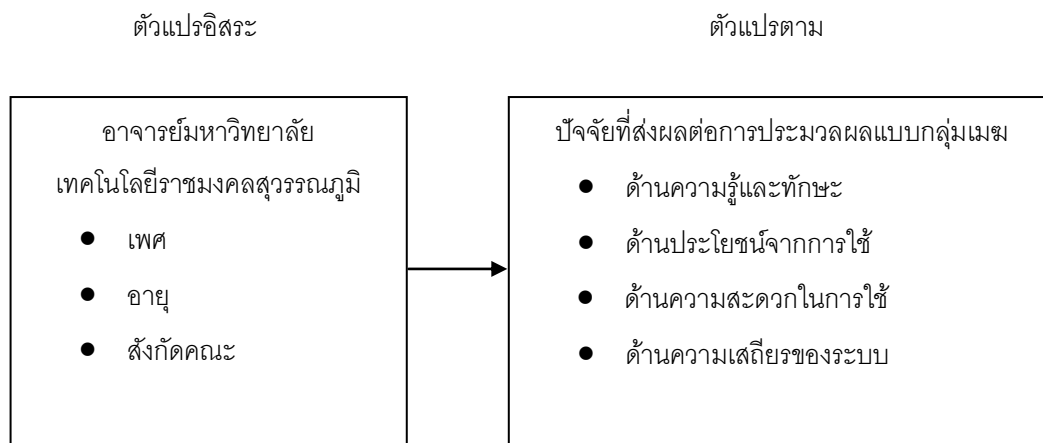 ตัวแปรอิสระ
ตัวแปรตาม
อาจารย์มหาวิทยาลัย
เทคโนโลยีราชมงคลสุวรรณภูมิ
● เพศ
● อายุ
● สังกัดคณะ
ปัจจัยที่ส่งผลต่อการประมวลผลแบบกลุ่มเมฆ
● ด้านความรู้และทักษะ
● ด้านประโยชน์จากการใช้
● ด้านความสะดวกในการใช้
● ด้านความเสถียรของระบบ